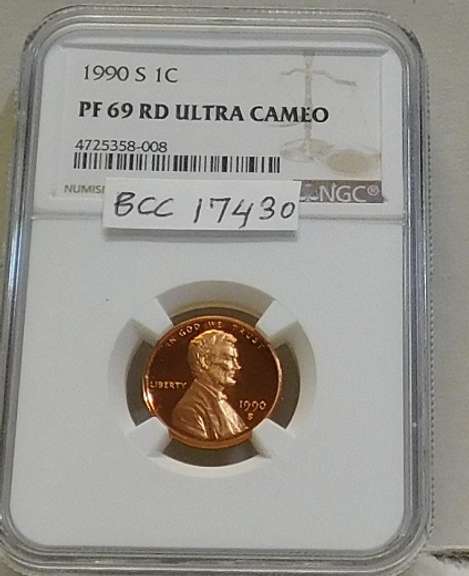 1990 S 1C
PF 69 RD ULTRA CAMEO
4725358-008
NGC®
BCC 17430
IN GOD WE TRUST
LIBERTY
1990
S